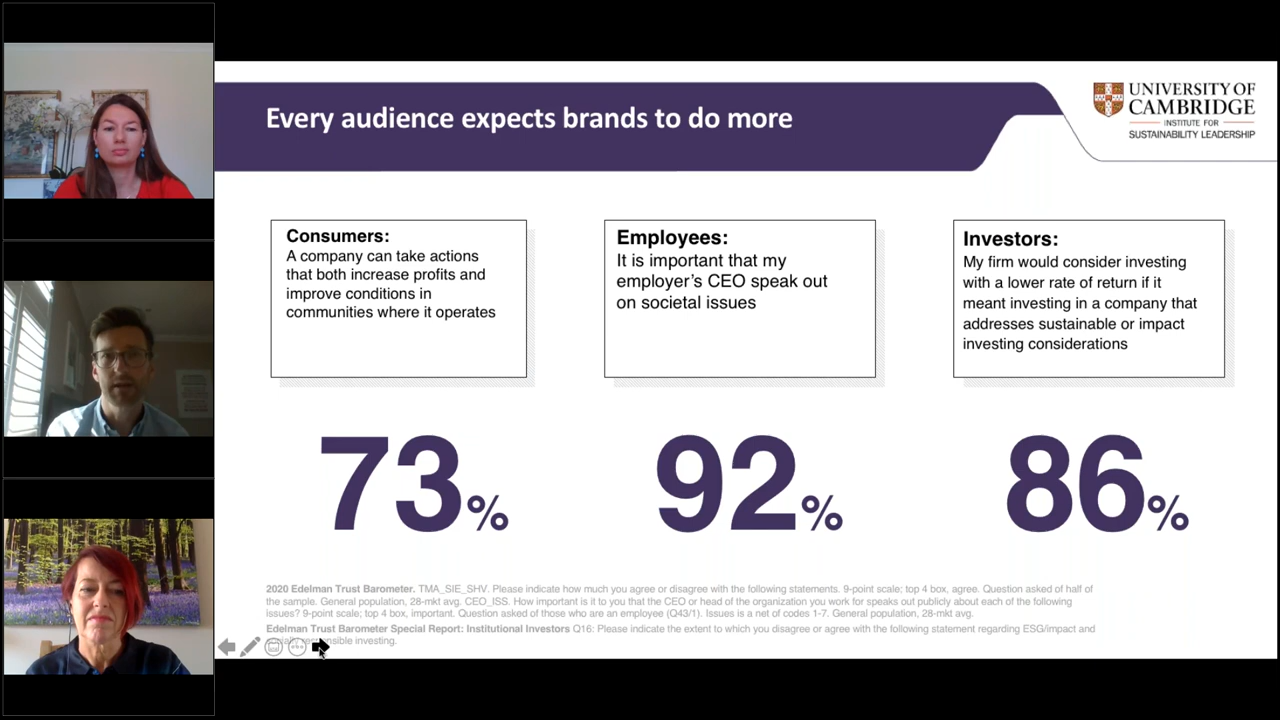 Every audience expects brands to do more
UNIVERSITY OF
CAMBRIDGE
INSTITUTE FOR
SUSTAINABILITY LEADERSHIP
Consumers:
A company can take actions
that both increase profits and
improve conditions in
communities where it operates
Employees:
It is important that my
employer's CEO speak out
on societal issues
Investors:
My firm would consider investing
with a lower rate of return if it
meant investing in a company that
addresses sustainable or impact
investing considerations
73%
92%
86%
2020 Edelman Trust Barometer. TMA_SIE_SHV. Please indicate how much you agree or disagree with the following statements. 9-point scale; top 4 box, agree. Question asked of half of
the sample. General population, 28-mkt avg. CEO_ISS. How important is it to you that the CEO or head of the organization you work for speaks out publicly about each of the following
issues? 9-point scale; top 4 box, important. Question asked of those who are an employee (Q43/1). Issues is a net of codes 1-7. General population, 28-mkt avg.
Edelman Trust Barometer Special Report: Institutional Investors Q16: Please indicate the extent to which you disagree or agree with the following statement regarding ESG/impact and
investing.